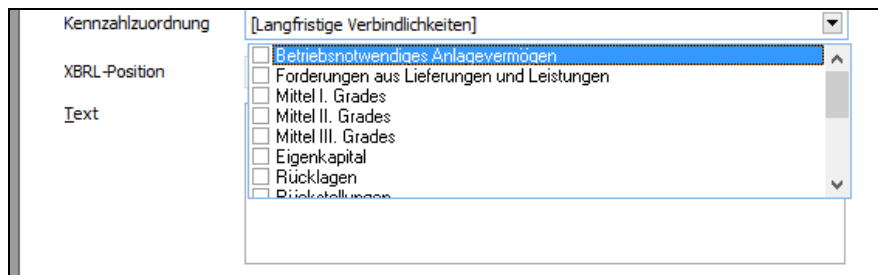 Kennzahlzuordnung [Langfristige Verbindlichkeiten]
Betriebsnotwendiges Anlagevermögen
XBRL-Position
Forderungen aus Lieferungen und Leistungen
Mittel I. Grades
Text
Mittel II. Grades
Mittel III. Grades
Eigenkapital
Rücklagen
Rückstellungen